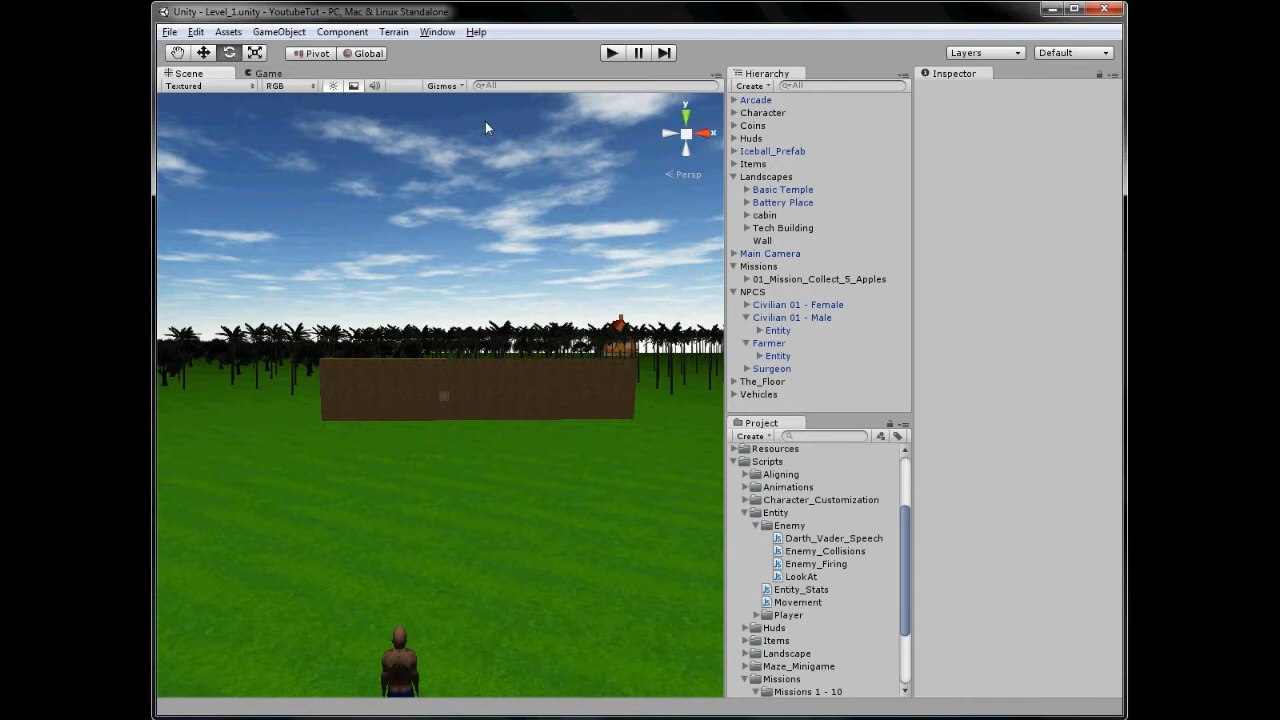 Unity - Level_1.unity - YoutubeTut - PC, Mac & Linux Standalone
File Edit Assets GameObject Component Terrain Window Help
Pivot Global Layers Default
Scene Game
Textured RGB Gizmos All
y
x
Persp
Hierarchy
Create All
Arcade
Character
Coins
Huds
Iceball_Prefab
Items
Landscapes
Basic Temple
Battery Place
cabin
Tech Building
Wall
Main Camera
Missions
01_Mission_Collect_5_Apples
NPCS
Civilian 01 - Female
Civilian 01 - Male
Entity
Farmer
Entity
Surgeon
The_Floor
Vehicles
Project
Create
Resources
Scripts
Aligning
Animations
Character_Customization
Entity
Enemy
Darth_Vader_Speech
Enemy_Collisions
Enemy_Firing
LookAt
Entity_Stats
Movement
Player
Huds
Items
Landscape
Maze_Minigame
Missions
Missions 1 - 10
Inspector